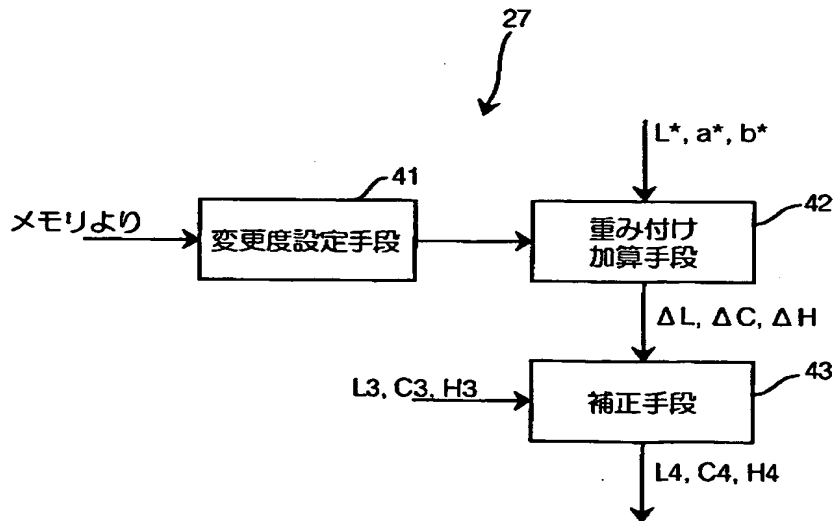 27
L*, a*, b*
メモリより
41
変更度設定手段
42
重み付け
加算手段
ΔL, ΔC, ΔH
L3, C3, H3
43
補正手段
L4, C4, H4